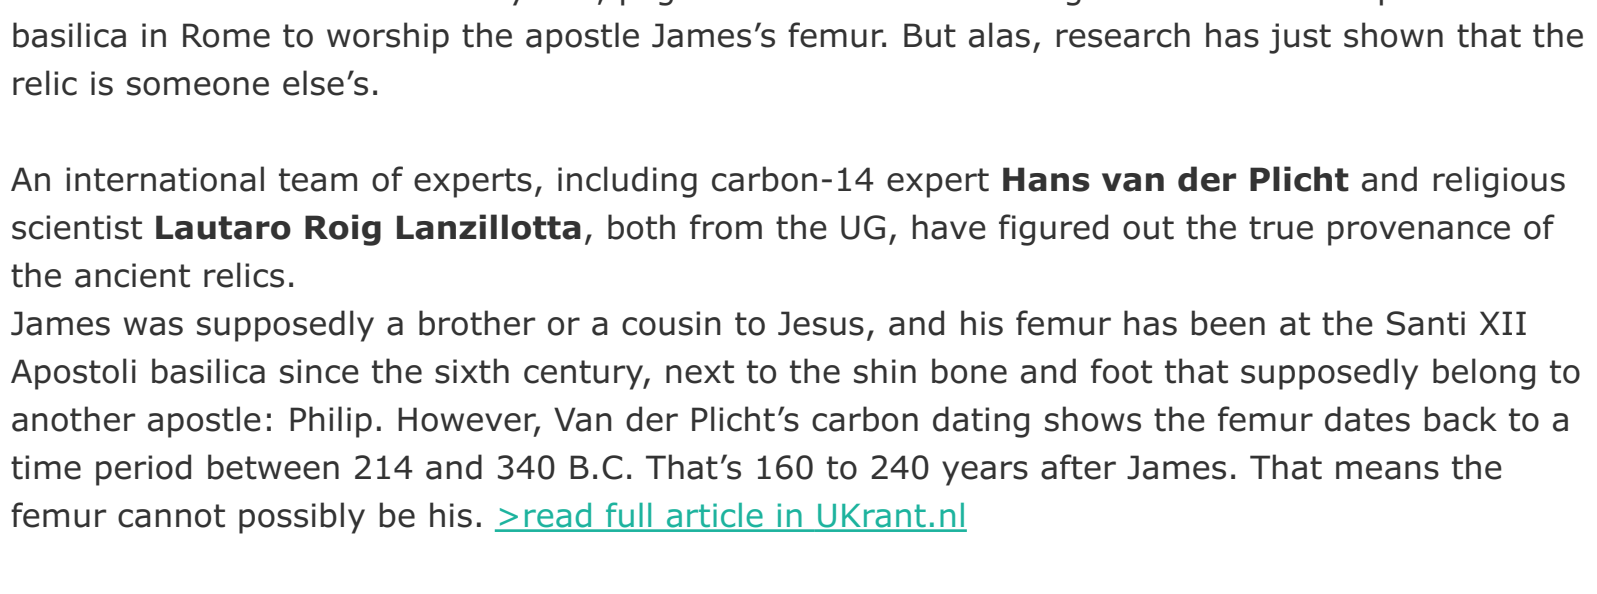 basilica in Rome to worship the apostle James’s femur. But alas, research has just shown that the
relic is someone else’s.
An international team of experts, including carbon-14 expert Hans van der Plicht and religious
scientist Lautaro Roig Lanzillotta, both from the UG, have figured out the true provenance of
the ancient relics.
James was supposedly a brother or a cousin to Jesus, and his femur has been at the Santi XII
Apostoli basilica since the sixth century, next to the shin bone and foot that supposedly belong to
another apostle: Philip. However, Van der Plicht’s carbon dating shows the femur dates back to a
time period between 214 and 340 B.C. That’s 160 to 240 years after James. That means the
femur cannot possibly be his. >read full article in UKrant.nl